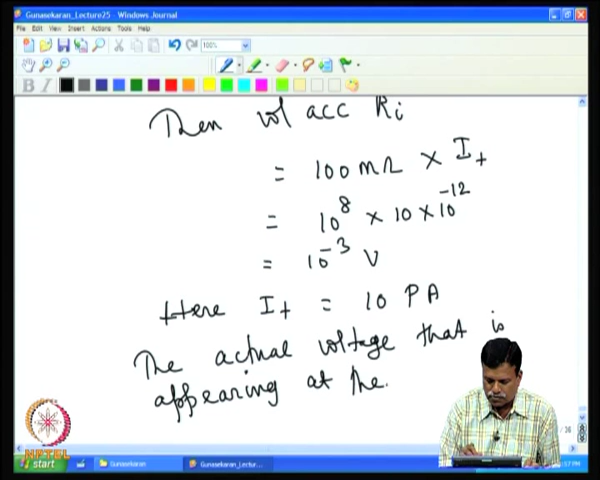 Gunasekaran_Lecture25 - Windows Journal
File Edit View Insert Actions Tools Help
100%
B I
Then vol acc Ri
= 100 MΩ × I+
= 10^8 × 10 × 10^-12
= 10^-3 V
Here I+ = 10 PA
The actual voltage that is
appearing at the
NPTEL
start
Gunasekaran
Gunasekaran_Lectur...